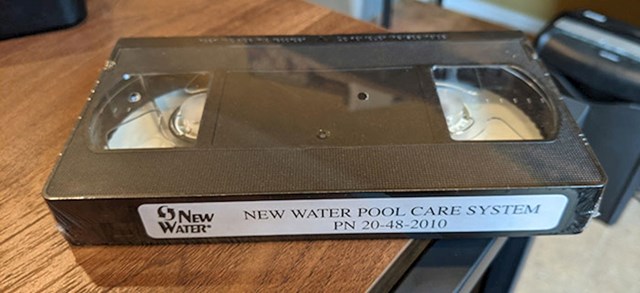 NEW WATER®
NEW WATER POOL CARE SYSTEM
PN 20-48-2010